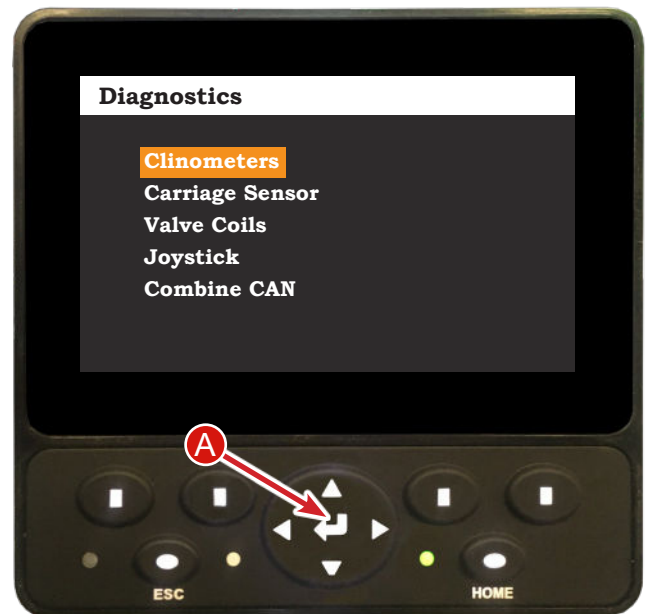 Diagnostics
Clinometers
Carriage Sensor
Valve Coils
Joystick
Combine CAN
A
ESC
HOME